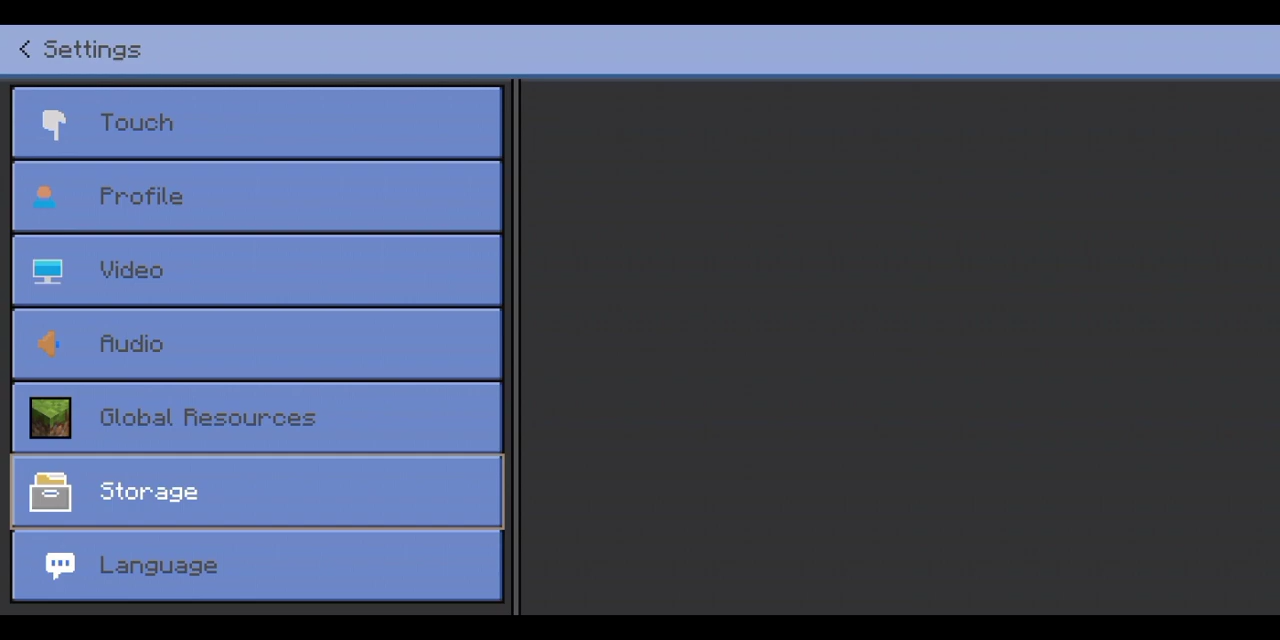 Settings
Touch
Profile
Video
Audio
Global Resources
Storage
Language